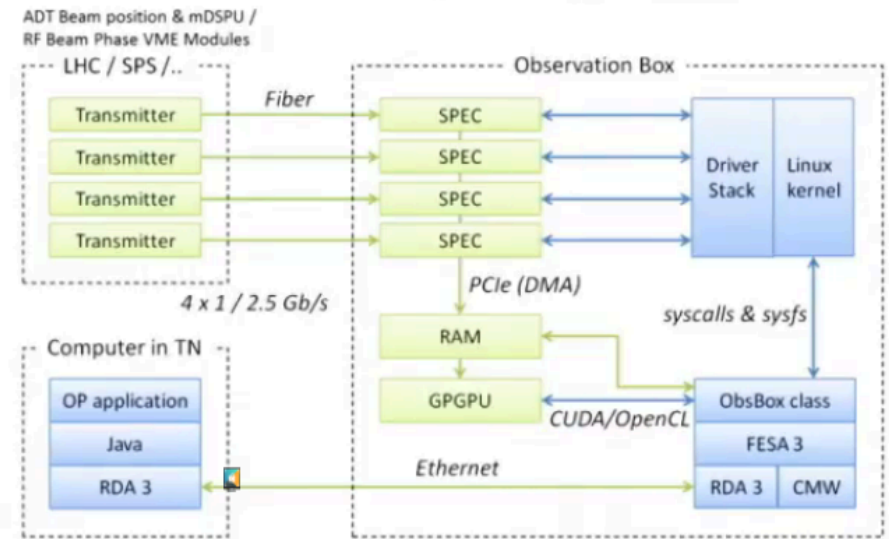 ADT Beam position & mDSPU /
RF Beam Phase VME Modules
LHC / SPS /..
Observation Box
Fiber
Transmitter
SPEC
Transmitter
SPEC
Transmitter
SPEC
Transmitter
SPEC
Driver
Stack
Linux
kernel
PCIe (DMA)
4 x 1 / 2.5 Gb/s
syscalls & sysfs
RAM
Computer in TN
OP application
GPGPU
ObsBox class
CUDA/OpenCL
Java
FESA 3
Ethernet
RDA 3
RDA 3
CMW